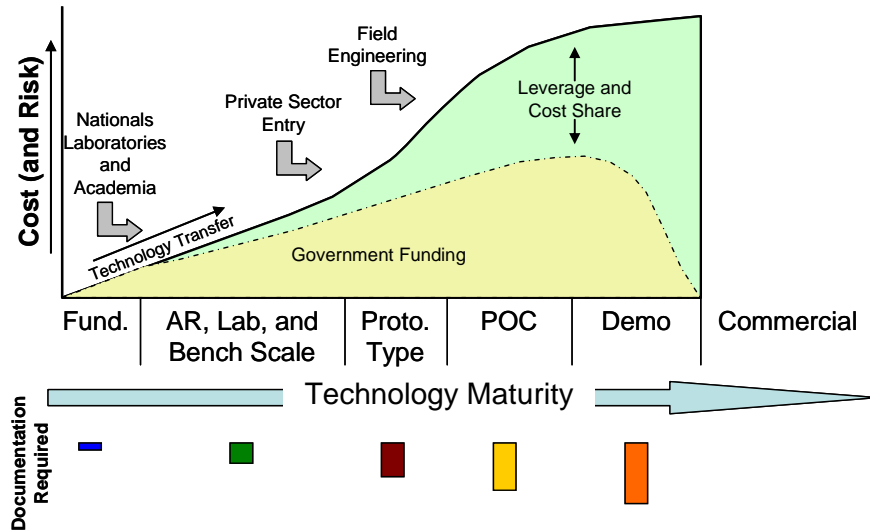 Cost (and Risk)
Nationals
Laboratories
and
Academia
Technology Transfer
Private Sector
Entry
Field
Engineering
Leverage and
Cost Share
Government Funding
Fund.
AR, Lab, and
Bench Scale
Proto.
Type
POC
Demo
Commercial
Technology Maturity
Documentation
Required